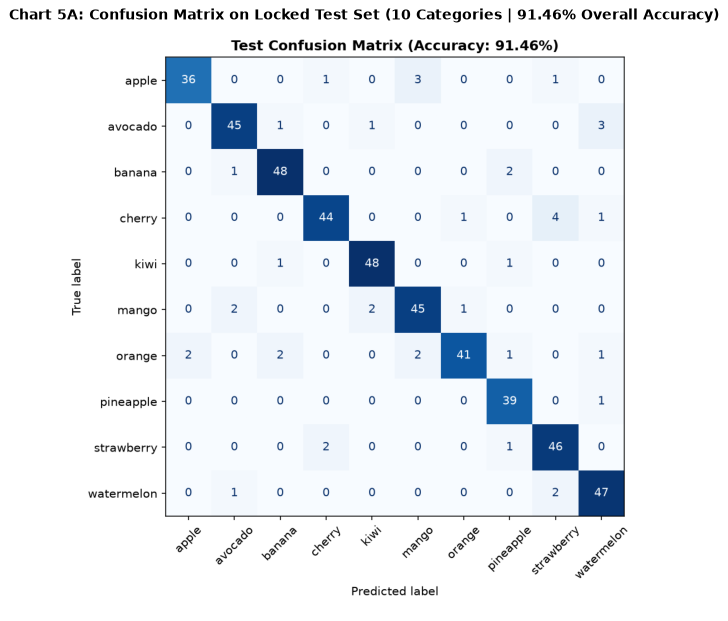 Chart 5A: Confusion Matrix on Locked Test Set (10 Categories | 91.46% Overall Accuracy)
Test Confusion Matrix (Accuracy: 91.46%)
True label
apple 36 0 0 1 0 3 0 0 1 0
avocado 0 45 1 0 1 0 0 0 0 3
banana 0 1 48 0 0 0 0 2 0 0
cherry 0 0 0 44 0 0 1 0 4 1
kiwi 0 0 1 0 48 0 0 1 0 0
mango 0 2 0 0 2 45 1 0 0 0
orange 2 0 2 0 0 2 41 1 0 1
pineapple 0 0 0 0 0 0 0 39 0 1
strawberry 0 0 0 2 0 0 0 1 46 0
watermelon 0 1 0 0 0 0 0 0 2 47
apple avocado banana cherry kiwi mango orange pineapple strawberry watermelon
Predicted label